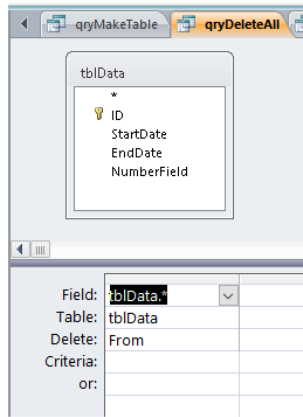 qryMakeTable qryDeleteAll
tblData
*
ID
StartDate
EndDate
NumberField
Field: tblData.*
Table: tblData
Delete: From
Criteria:
or: